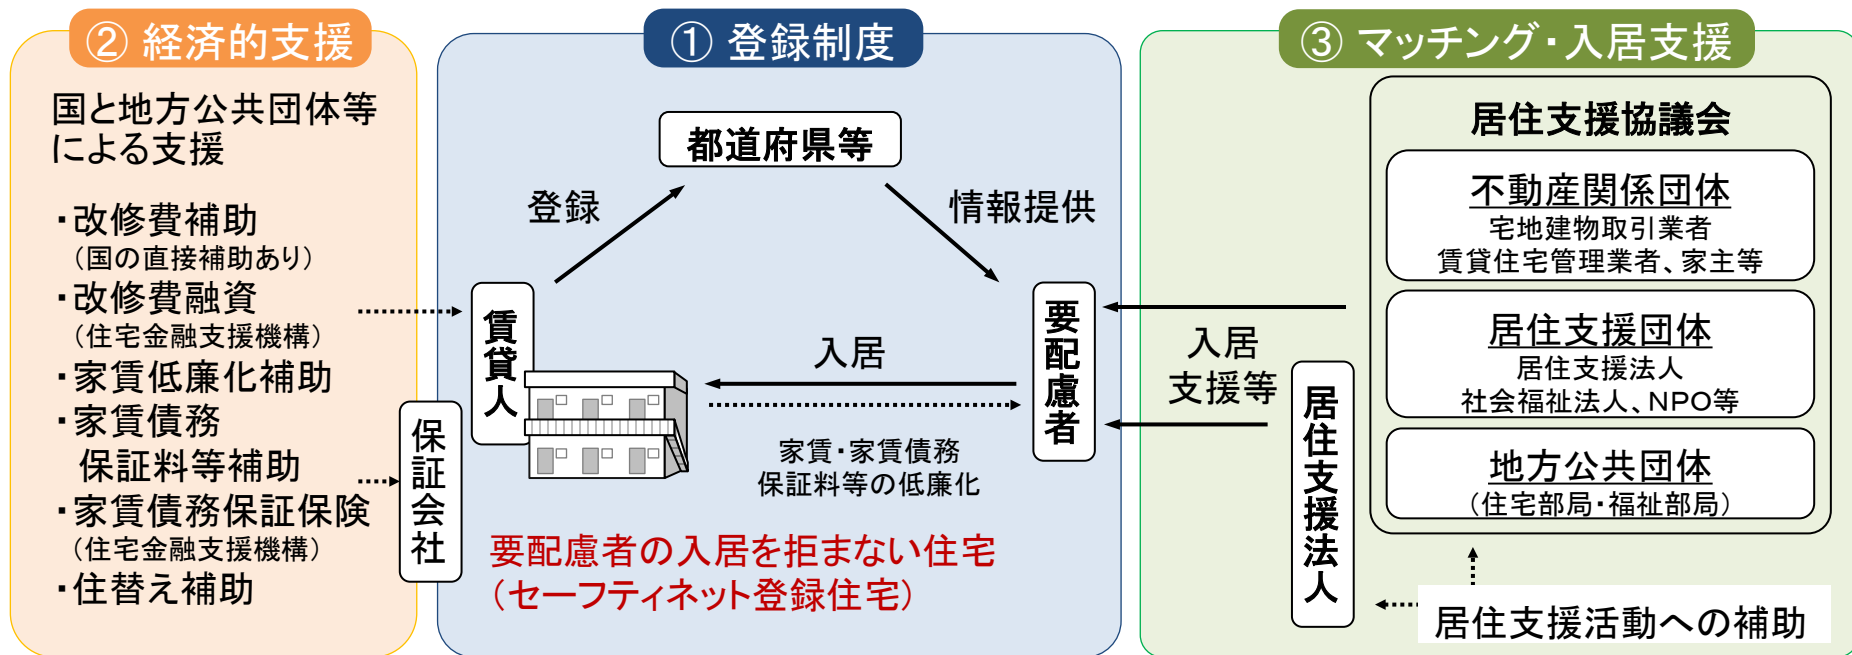 ② 経済的支援
国と地方公共団体等
による支援
・改修費補助
（国の直接補助あり）
・改修費融資
（住宅金融支援機構）
・家賃低廉化補助
・家賃債務
保証料等補助
・家賃債務保証保険
（住宅金融支援機構）
・住替え補助
保証会社
① 登録制度
都道府県等
登録
情報提供
賃貸人
要配慮者
入居
家賃・家賃債務
保証料等の低廉化
要配慮者の入居を拒まない住宅
（セーフティネット登録住宅）
③ マッチング・入居支援
入居
支援等
居住支援法人
居住支援協議会
不動産関係団体
宅地建物取引業者
賃貸住宅管理業者、家主等
居住支援団体
居住支援法人
社会福祉法人、NPO等
地方公共団体
（住宅部局・福祉部局）
居住支援活動への補助